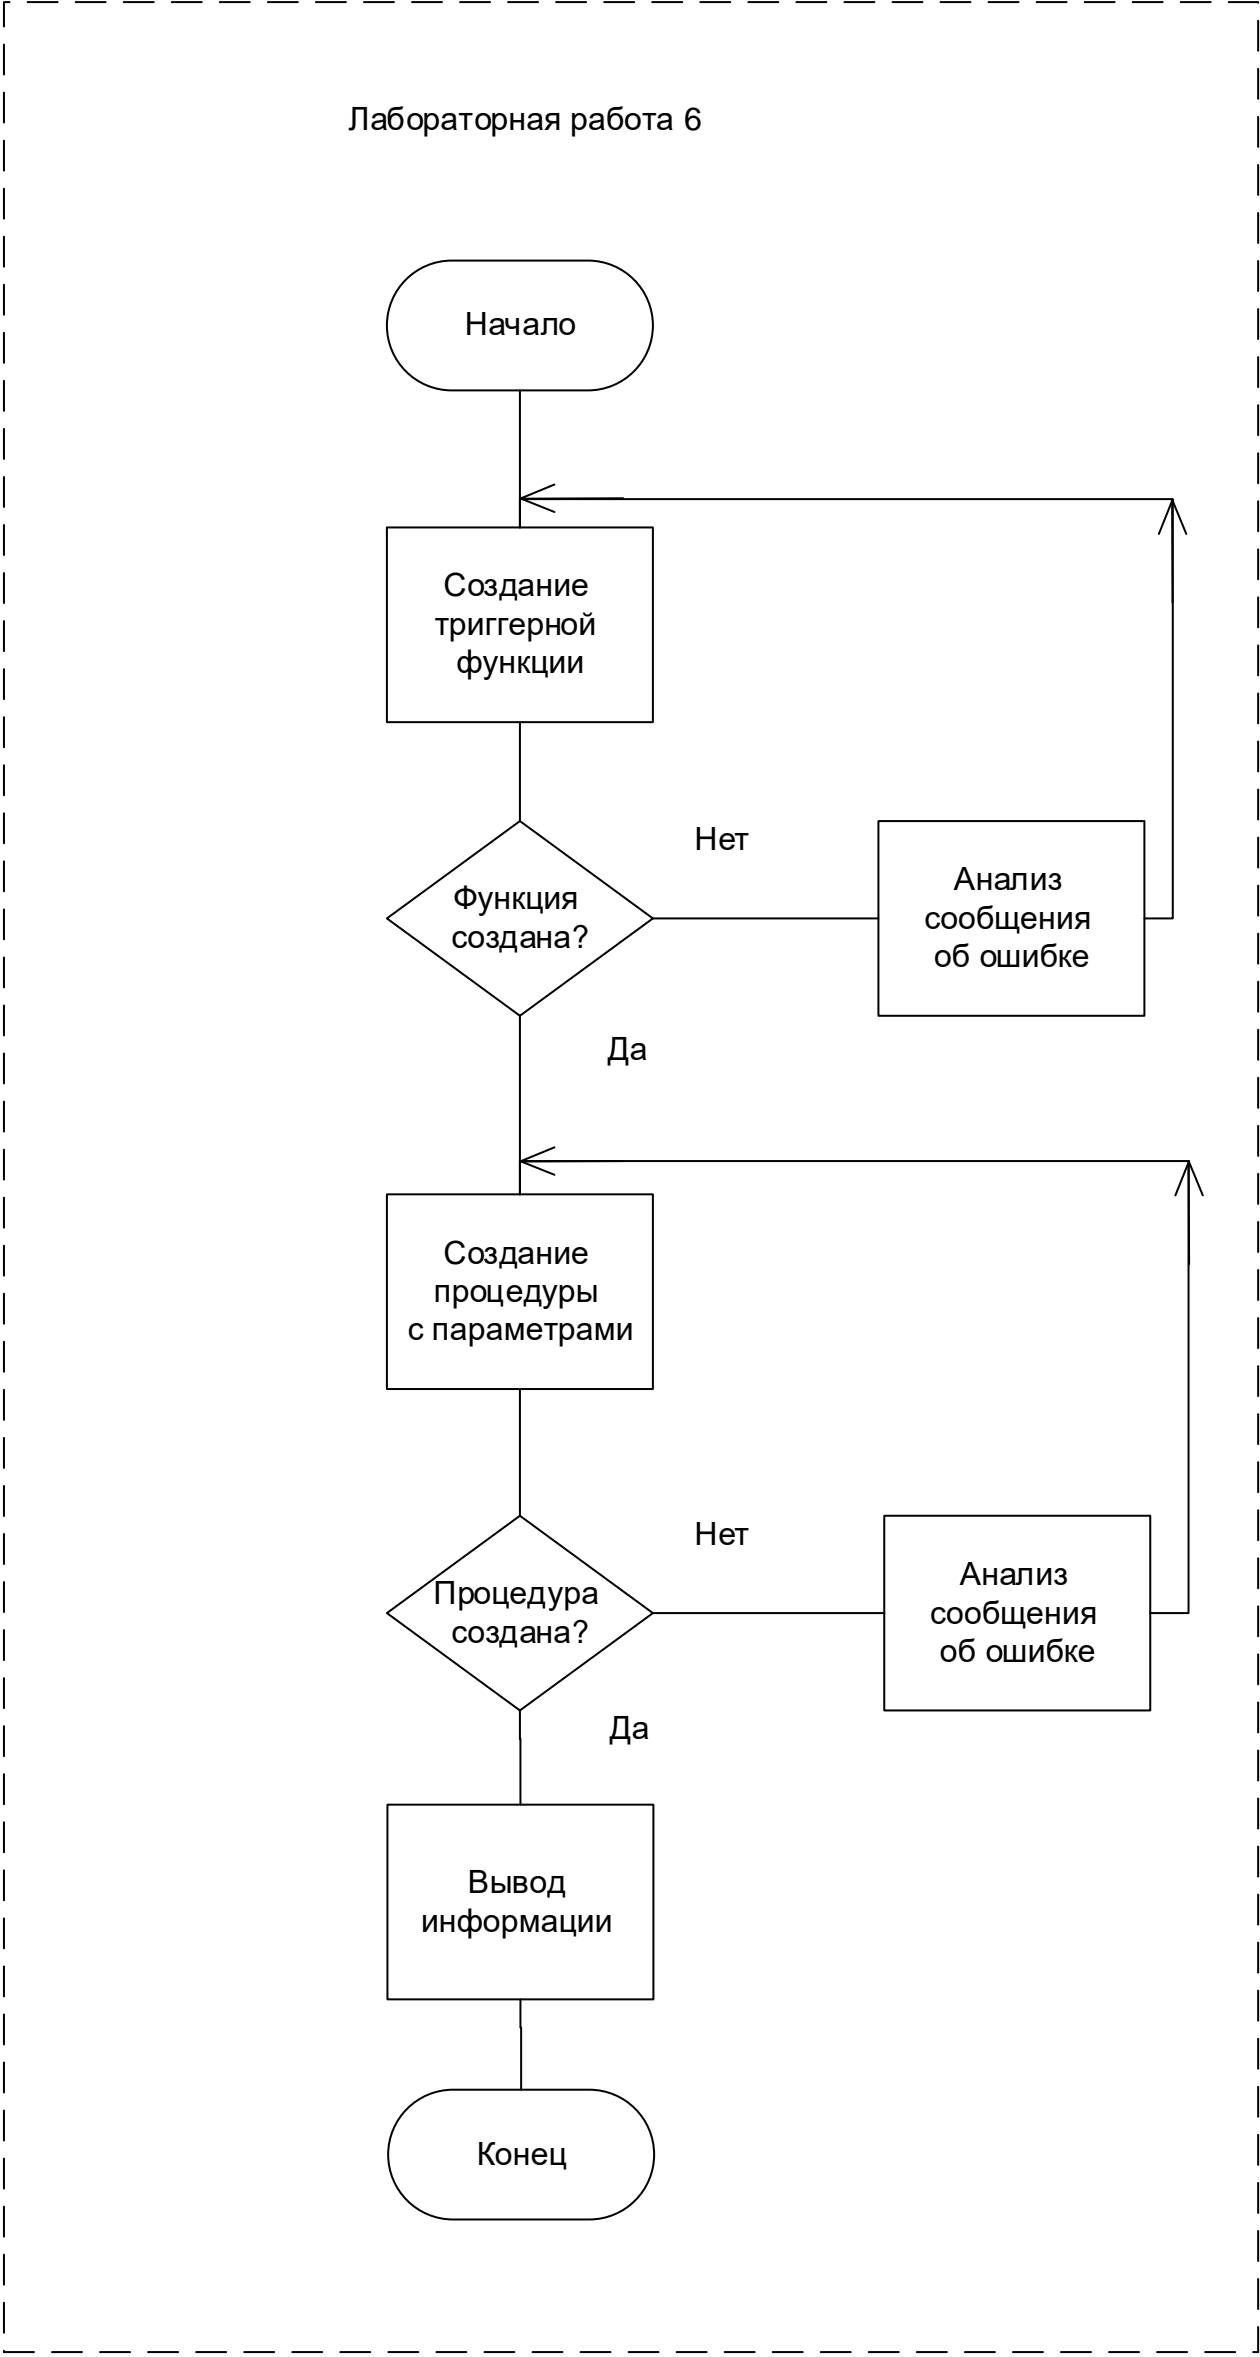 Лабораторная работа 6
Начало
Создание
триггерной
функции
Функция
создана?
Нет
Анализ
сообщения
об ошибке
Да
Создание
процедуры
с параметрами
Процедура
создана?
Нет
Анализ
сообщения
об ошибке
Да
Вывод
информации
Конец